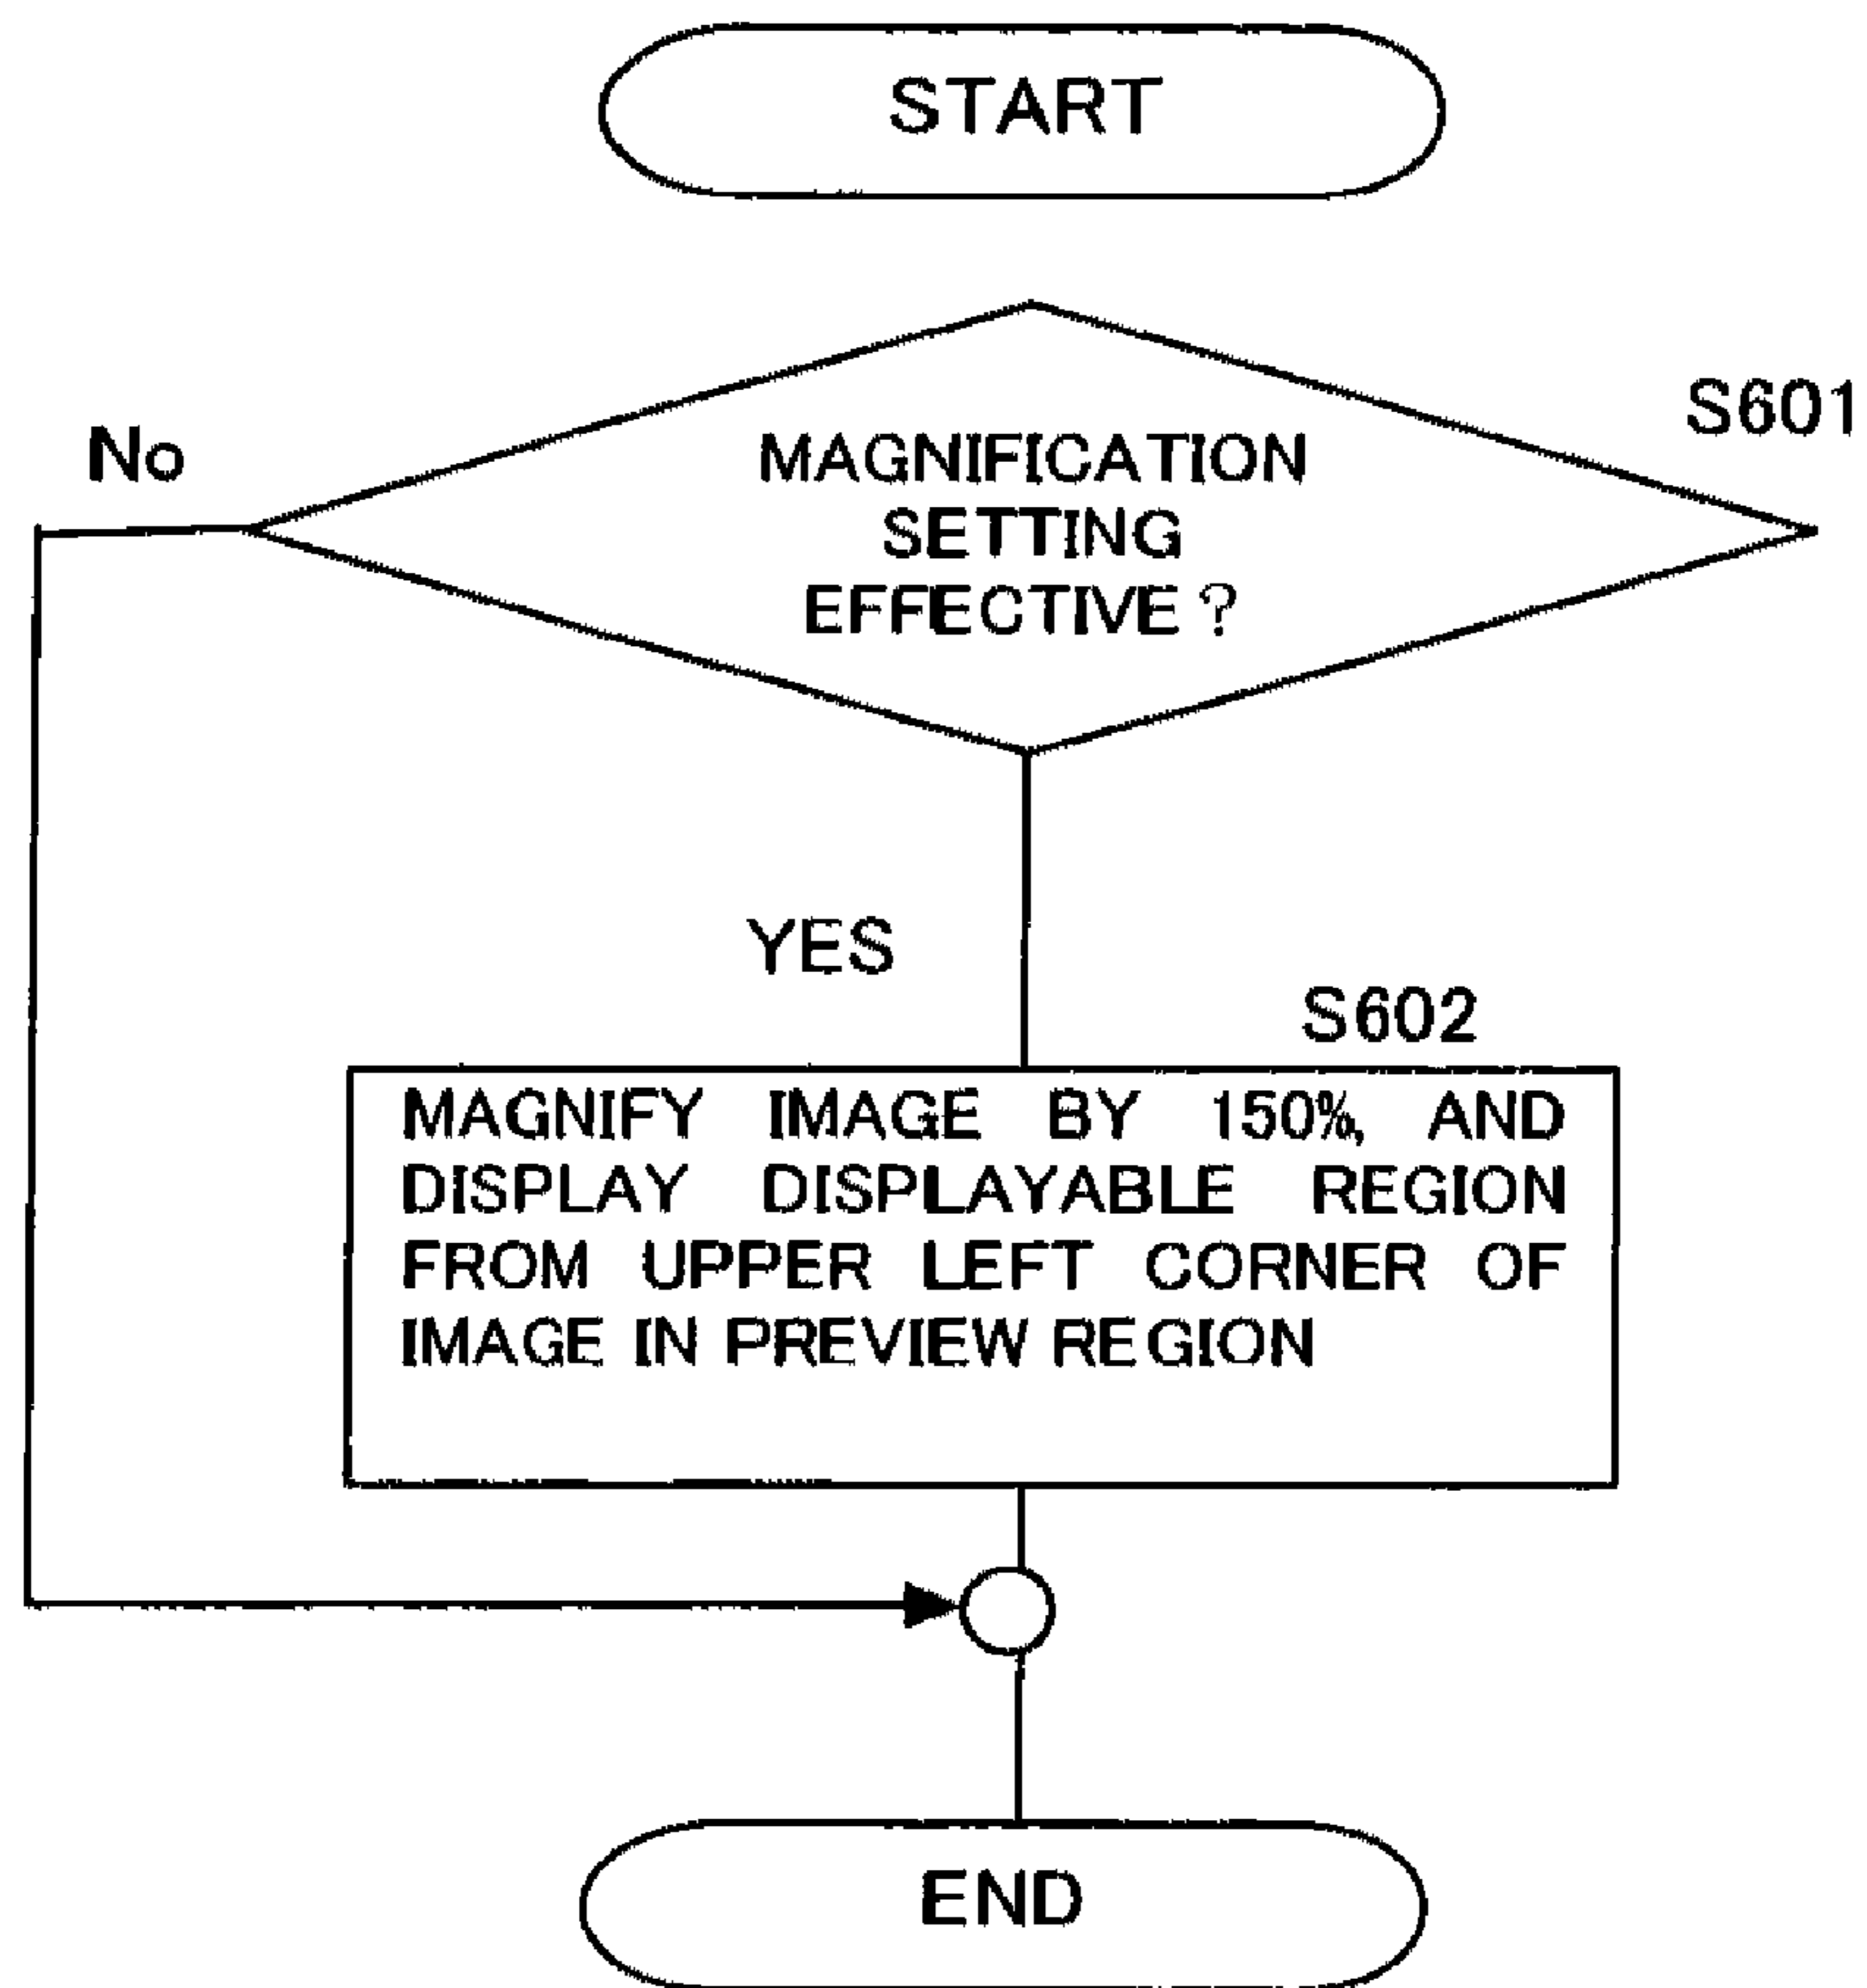 START
S601
No
MAGNIFICATION
SETTING
EFFECTIVE?
YES
S602
MAGNIFY IMAGE BY 150%, AND
DISPLAY DISPLAYABLE REGION
FROM UPPER LEFT CORNER OF
IMAGE IN PREVIEW REGION
END